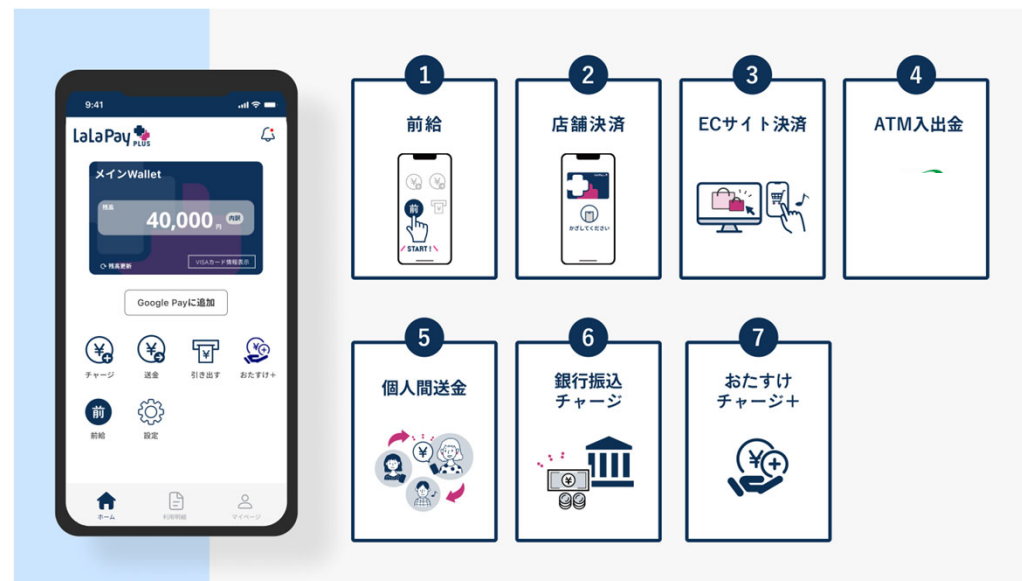 9:41
LaLa Pay PLUS
メインWallet
残高
40,000 円 内訳
残高更新
VISAカード情報表示
Google Payに追加
チャージ
送金
引き出す
おたすけ+
前
前給
設定
ホーム
利用明細
マイページ
1
前給
前
START!
2
店舗決済
かざしてください
3
ECサイト決済
4
ATM入出金
5
個人間送金
6
銀行振込
チャージ
7
おたすけ
チャージ+